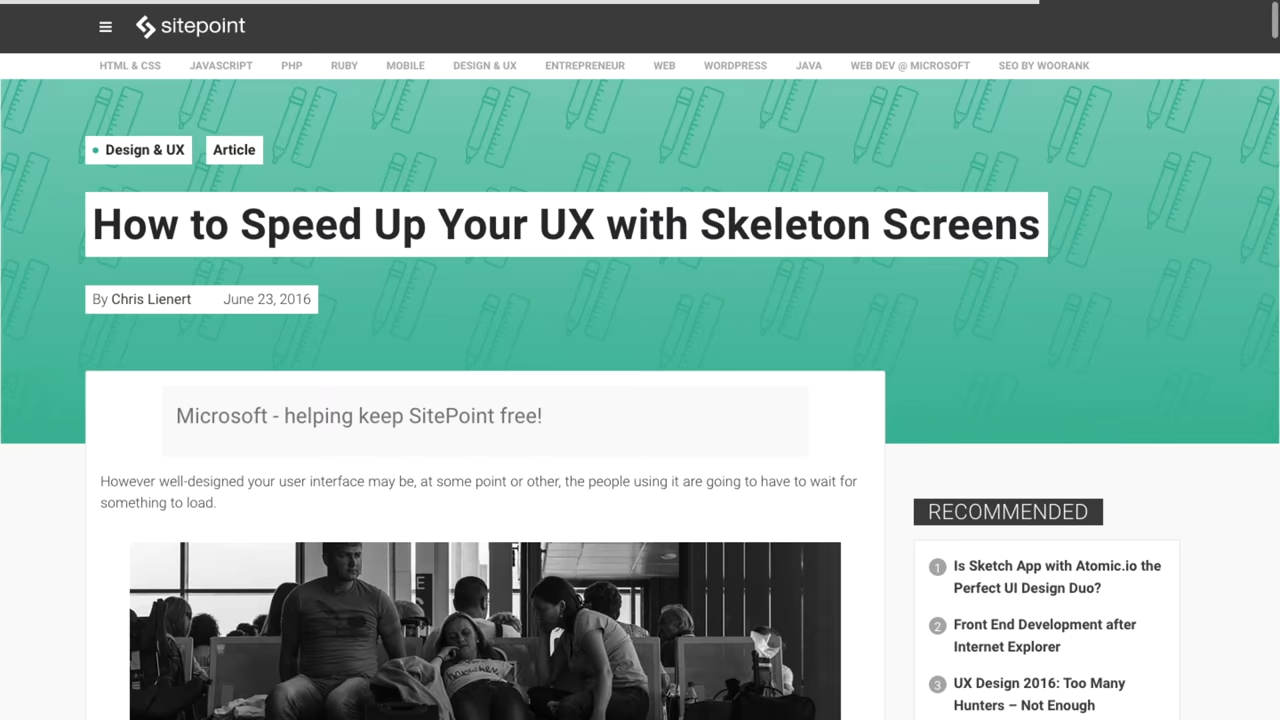 sitepoint
HTML & CSS JAVASCRIPT PHP RUBY MOBILE DESIGN & UX ENTREPRENEUR WEB WORDPRESS JAVA WEB DEV @ MICROSOFT SEO BY WOORANK
Design & UX Article
How to Speed Up Your UX with Skeleton Screens
By Chris Lienert June 23, 2016
Microsoft - helping keep SitePoint free!
However well-designed your user interface may be, at some point or other, the people using it are going to have to wait for
something to load.
RECOMMENDED
1 Is Sketch App with Atomic.io the
Perfect UI Design Duo?
2 Front End Development after
Internet Explorer
3 UX Design 2016: Too Many
Hunters – Not Enough